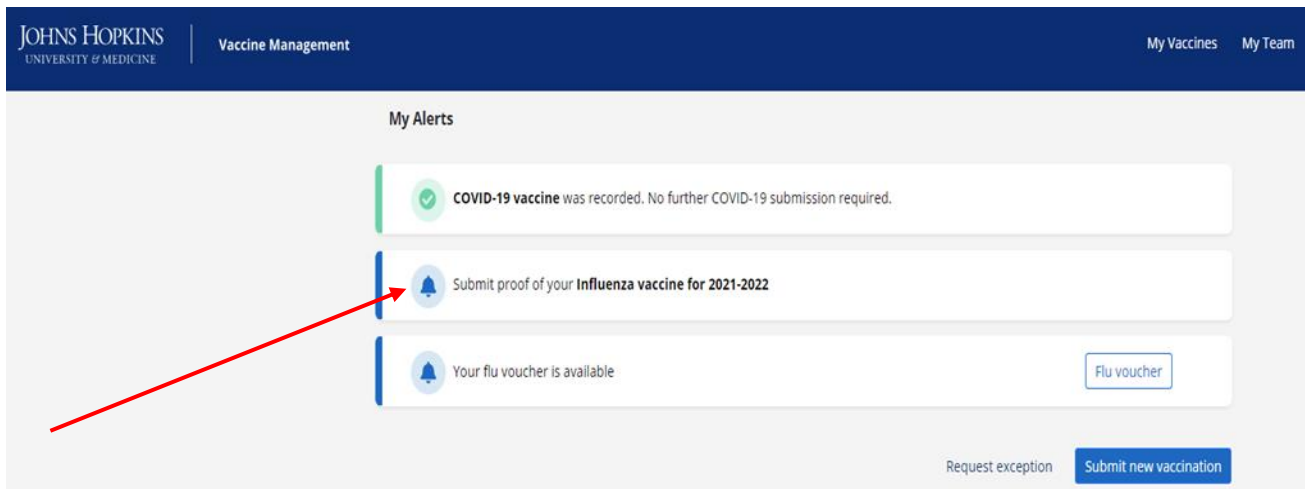 JOHNS HOPKINS
UNIVERSITY & MEDICINE
Vaccine Management
My Vaccines
My Team
My Alerts
COVID-19 vaccine was recorded. No further COVID-19 submission required.
Submit proof of your Influenza vaccine for 2021-2022
Your flu voucher is available
Flu voucher
Request exception
Submit new vaccination